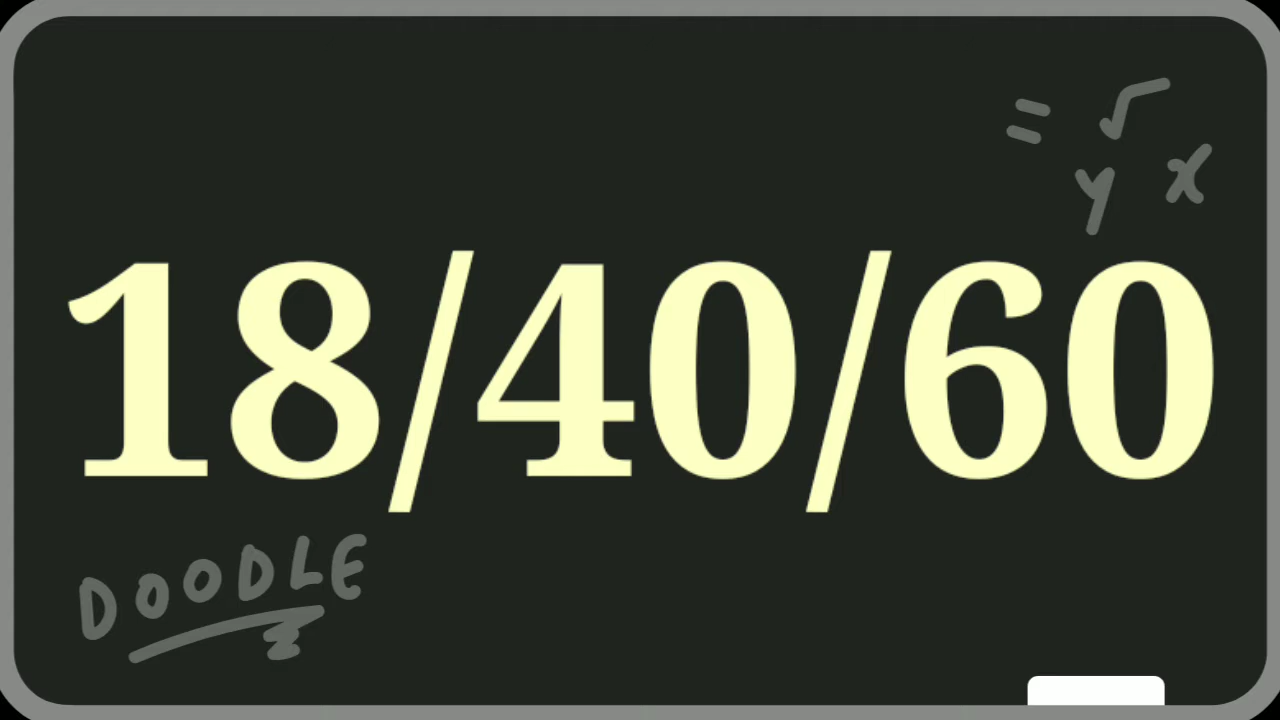 = √
y x
18/40/60
DOODLE